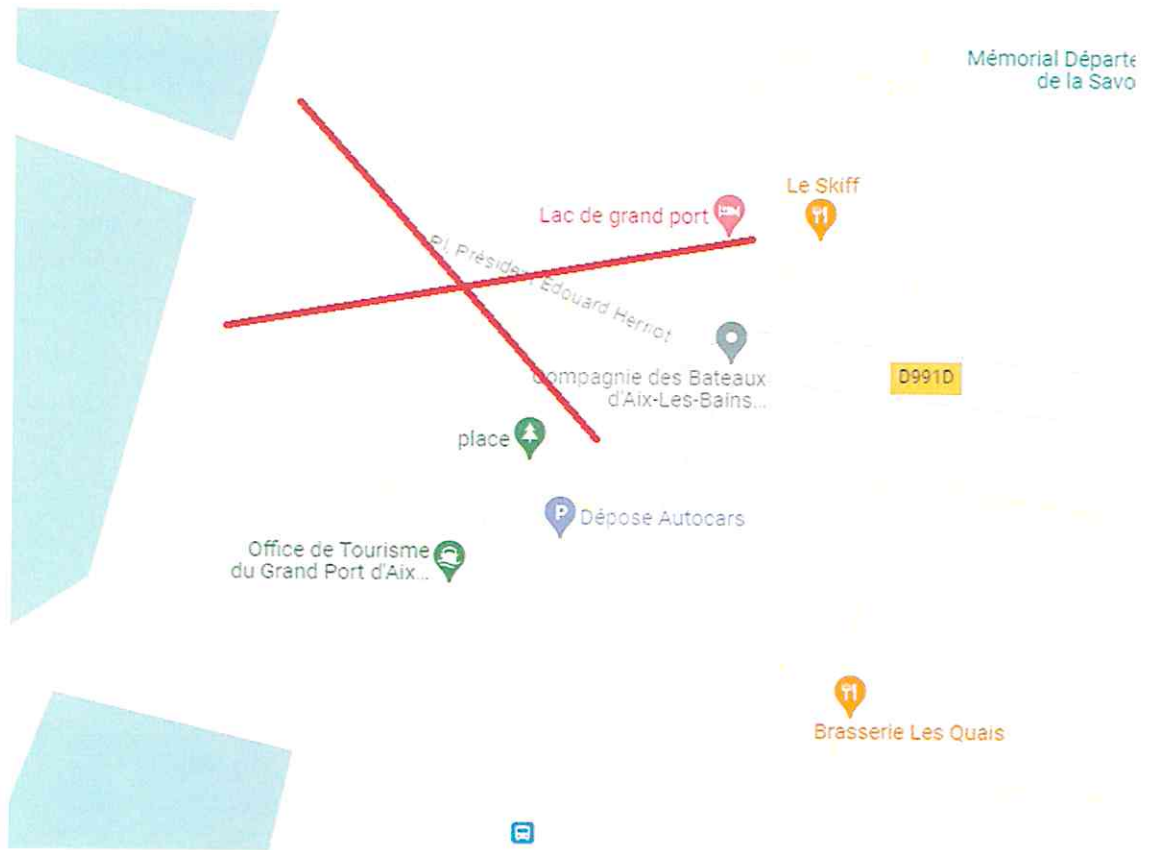 Mémorial Départe
de la Savo
Le Skiff
Lac de grand port
Pl. Président Edouard Herriot
Compagnie des Bateaux
d'Aix-Les-Bains...
D991D
place
P
Dépose Autocars
Office de Tourisme
du Grand Port d'Aix...
Brasserie Les Quais